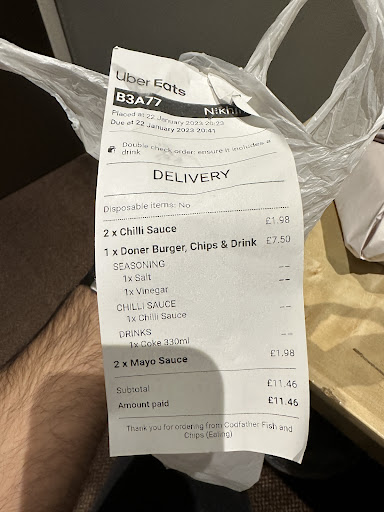 Uber Eats
B3A77
Placed at 22 January 2023 20:23
Due at 22 January 2023 20:41
Double check order: ensure it includes a
drink
DELIVERY
Disposable items: No
2 x Chilli Sauce £1.98
1 x Doner Burger, Chips & Drink £7.50
SEASONING
1x Salt --
1x Vinegar --
CHILLI SAUCE
1x Chilli Sauce --
DRINKS
1x Coke 330ml --
2 x Mayo Sauce £1.98
Subtotal £11.46
Amount paid £11.46
Thank you for ordering from Codfather Fish and
Chips (Ealing)